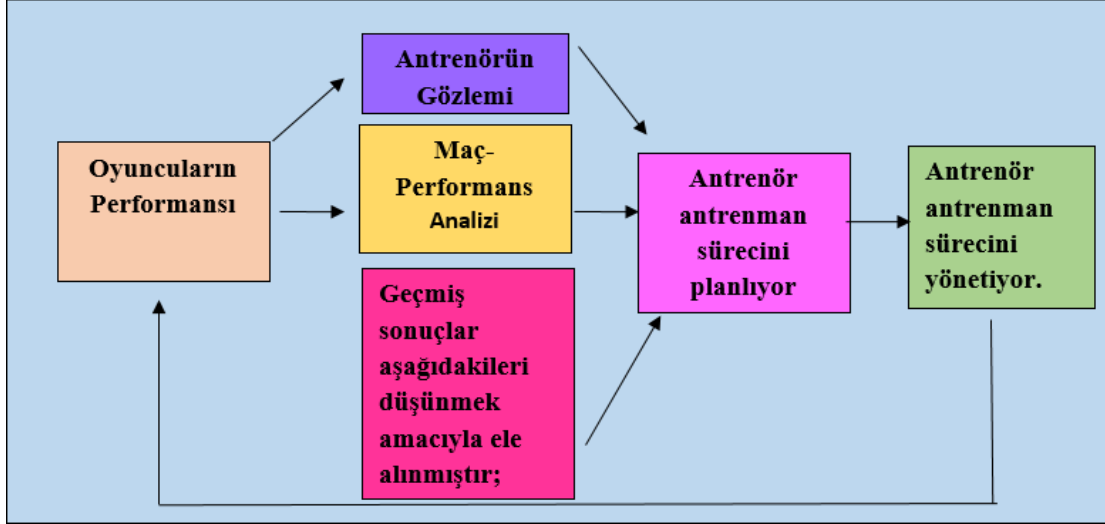 Oyuncuların
Performansı
Antrenörün
Gözlemi
Maç-
Performans
Analizi
Geçmiş
sonuçlar
aşağıdakileri
düşünmek
amacıyla ele
alınmıştır;
Antrenör
antrenman
sürecini
planlıyor
Antrenör
antrenman
sürecini
yönetiyor.